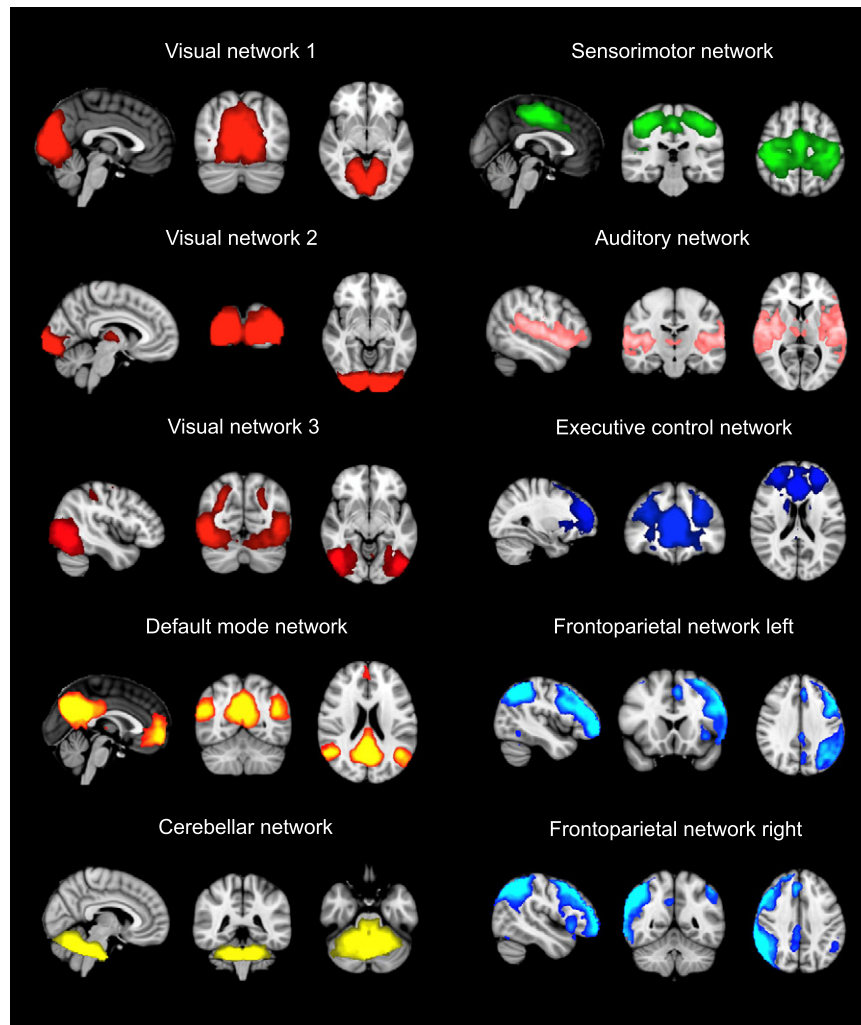 Visual network 1
Sensorimotor network
Visual network 2
Auditory network
Visual network 3
Executive control network
Default mode network
Frontoparietal network left
Cerebellar network
Frontoparietal network right